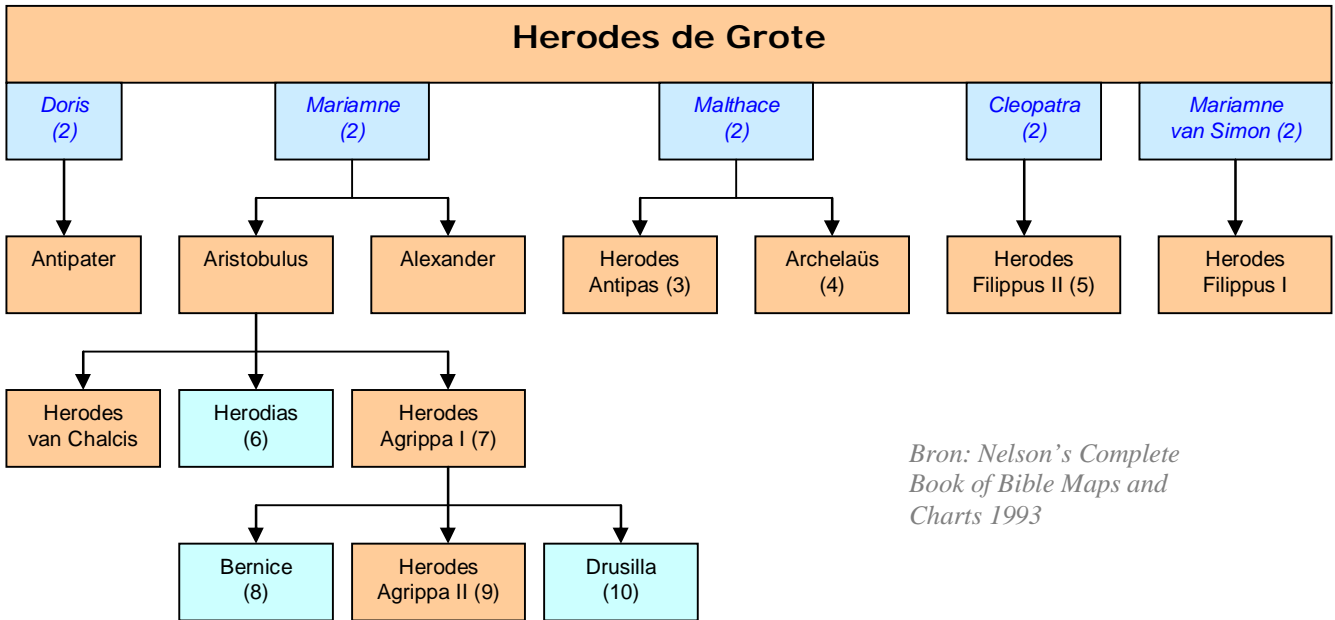 Herodes de Grote
Doris
(2)
Mariamne
(2)
Malthace
(2)
Cleopatra
(2)
Mariamne
van Simon (2)
Antipater
Aristobulus
Alexander
Herodes
Antipas (3)
Archelaüs
(4)
Herodes
Filippus II (5)
Herodes
Filippus I
Herodes
van Chalcis
Herodias
(6)
Herodes
Agrippa I (7)
Bron: Nelson’s Complete
Book of Bible Maps and
Charts 1993
Bernice
(8)
Herodes
Agrippa II (9)
Drusilla
(10)